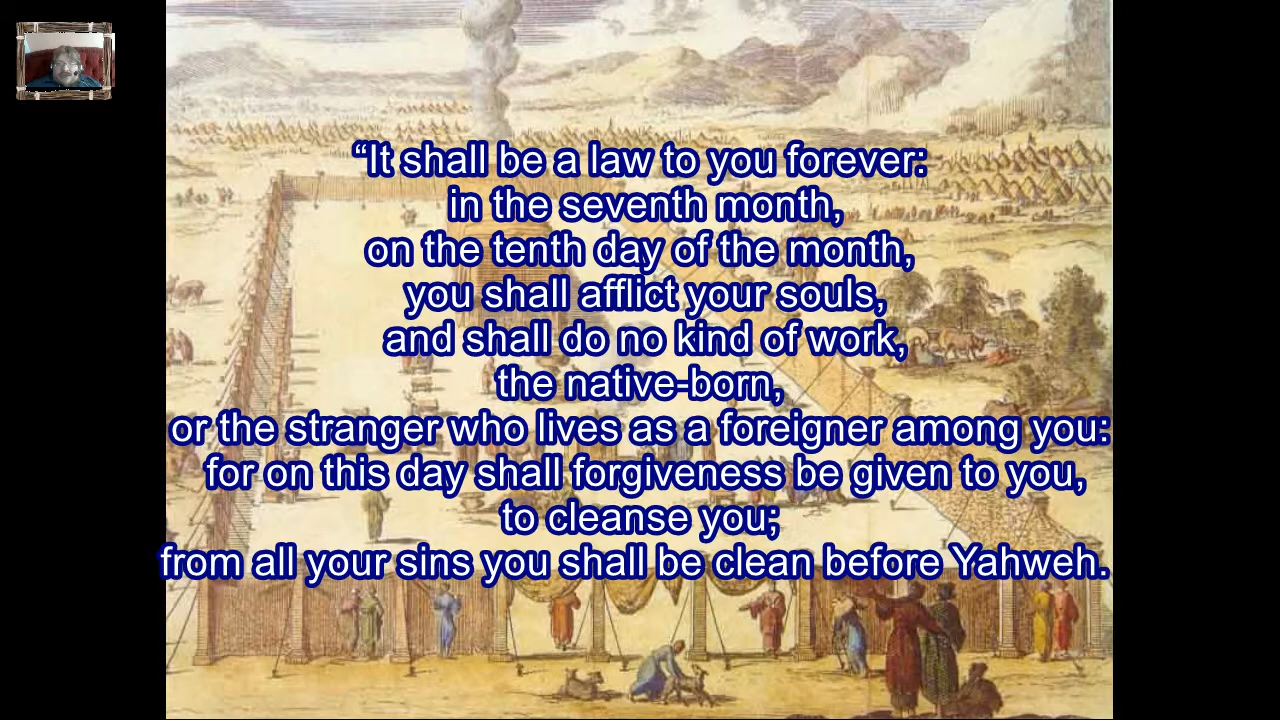 “It shall be a law to you forever:
in the seventh month,
on the tenth day of the month,
you shall afflict your souls,
and shall do no kind of work,
the native-born,
or the stranger who lives as a foreigner among you:
for on this day shall forgiveness be given to you,
to cleanse you;
from all your sins you shall be clean before Yahweh.